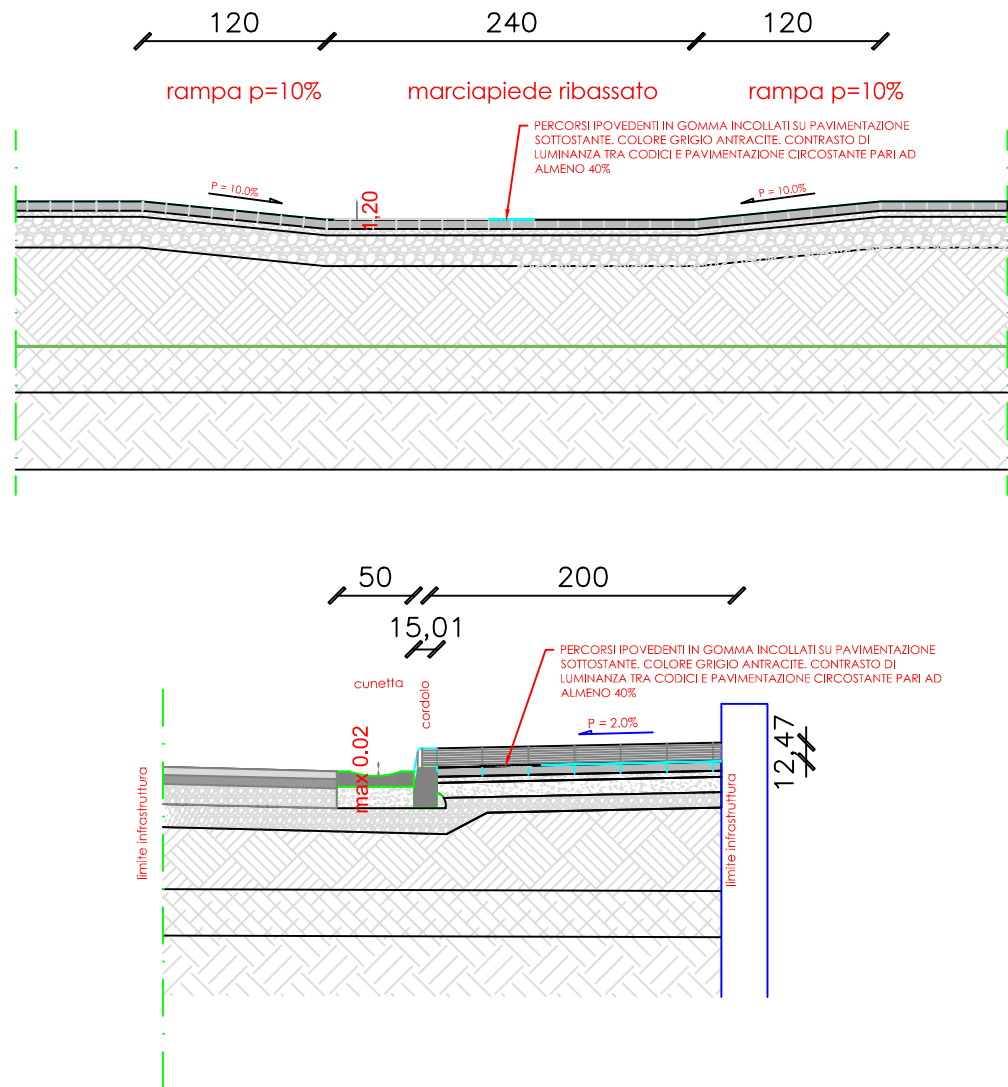 120 240 120
rampa p=10% marciapiede ribassato rampa p=10%
PERCORSI IPOVEDENTI IN GOMMA INCOLLATI SU PAVIMENTAZIONE
SOTTOSTANTE. COLORE GRIGIO ANTRACITE. CONTRASTO DI
LUMINANZA TRA CODICI E PAVIMENTAZIONE CIRCOSTANTE PARI AD
ALMENO 40%
P = 10.0% P = 10.0%
1,20
50 200
15,01
PERCORSI IPOVEDENTI IN GOMMA INCOLLATI SU PAVIMENTAZIONE
SOTTOSTANTE. COLORE GRIGIO ANTRACITE. CONTRASTO DI
LUMINANZA TRA CODICI E PAVIMENTAZIONE CIRCOSTANTE PARI AD
ALMENO 40%
cunetta
cordolo
P = 2.0%
max 0.02
12,47
limite infrastruttura
limite infrastruttura